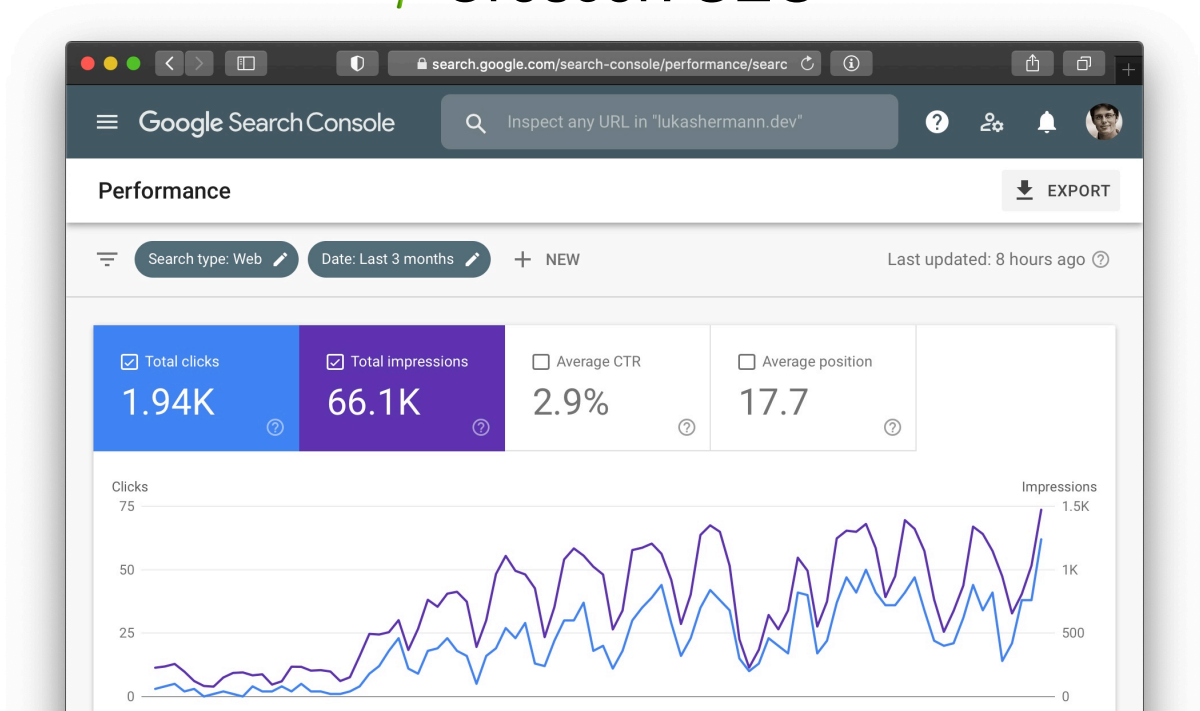 search.google.com/search-console/performance/searc
Google Search Console
Inspect any URL in "lukashermann.dev"
Performance
EXPORT
Search type: Web
Date: Last 3 months
NEW
Last updated: 8 hours ago
Total clicks
Total impressions
Average CTR
Average position
1.94K
66.1K
2.9%
17.7
Clicks
Impressions
75
1.5K
50
1K
25
500
0
0